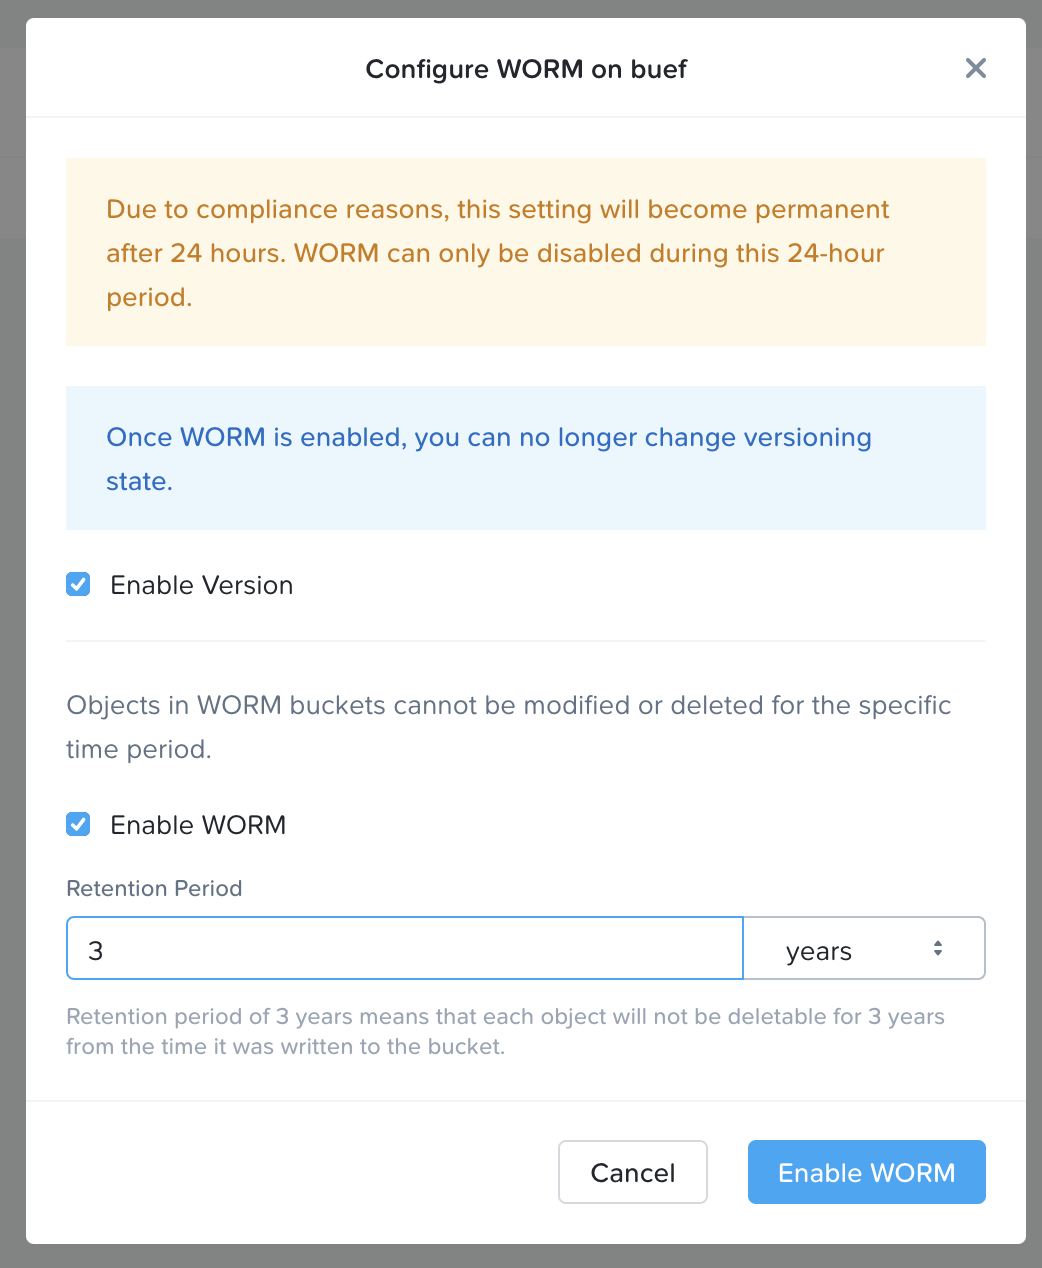 Configure WORM on buef
Due to compliance reasons, this setting will become permanent
after 24 hours. WORM can only be disabled during this 24-hour
period.
Once WORM is enabled, you can no longer change versioning
state.
Enable Version
Objects in WORM buckets cannot be modified or deleted for the specific
time period.
Enable WORM
Retention Period
3 years
Retention period of 3 years means that each object will not be deletable for 3 years
from the time it was written to the bucket.
Cancel Enable WORM